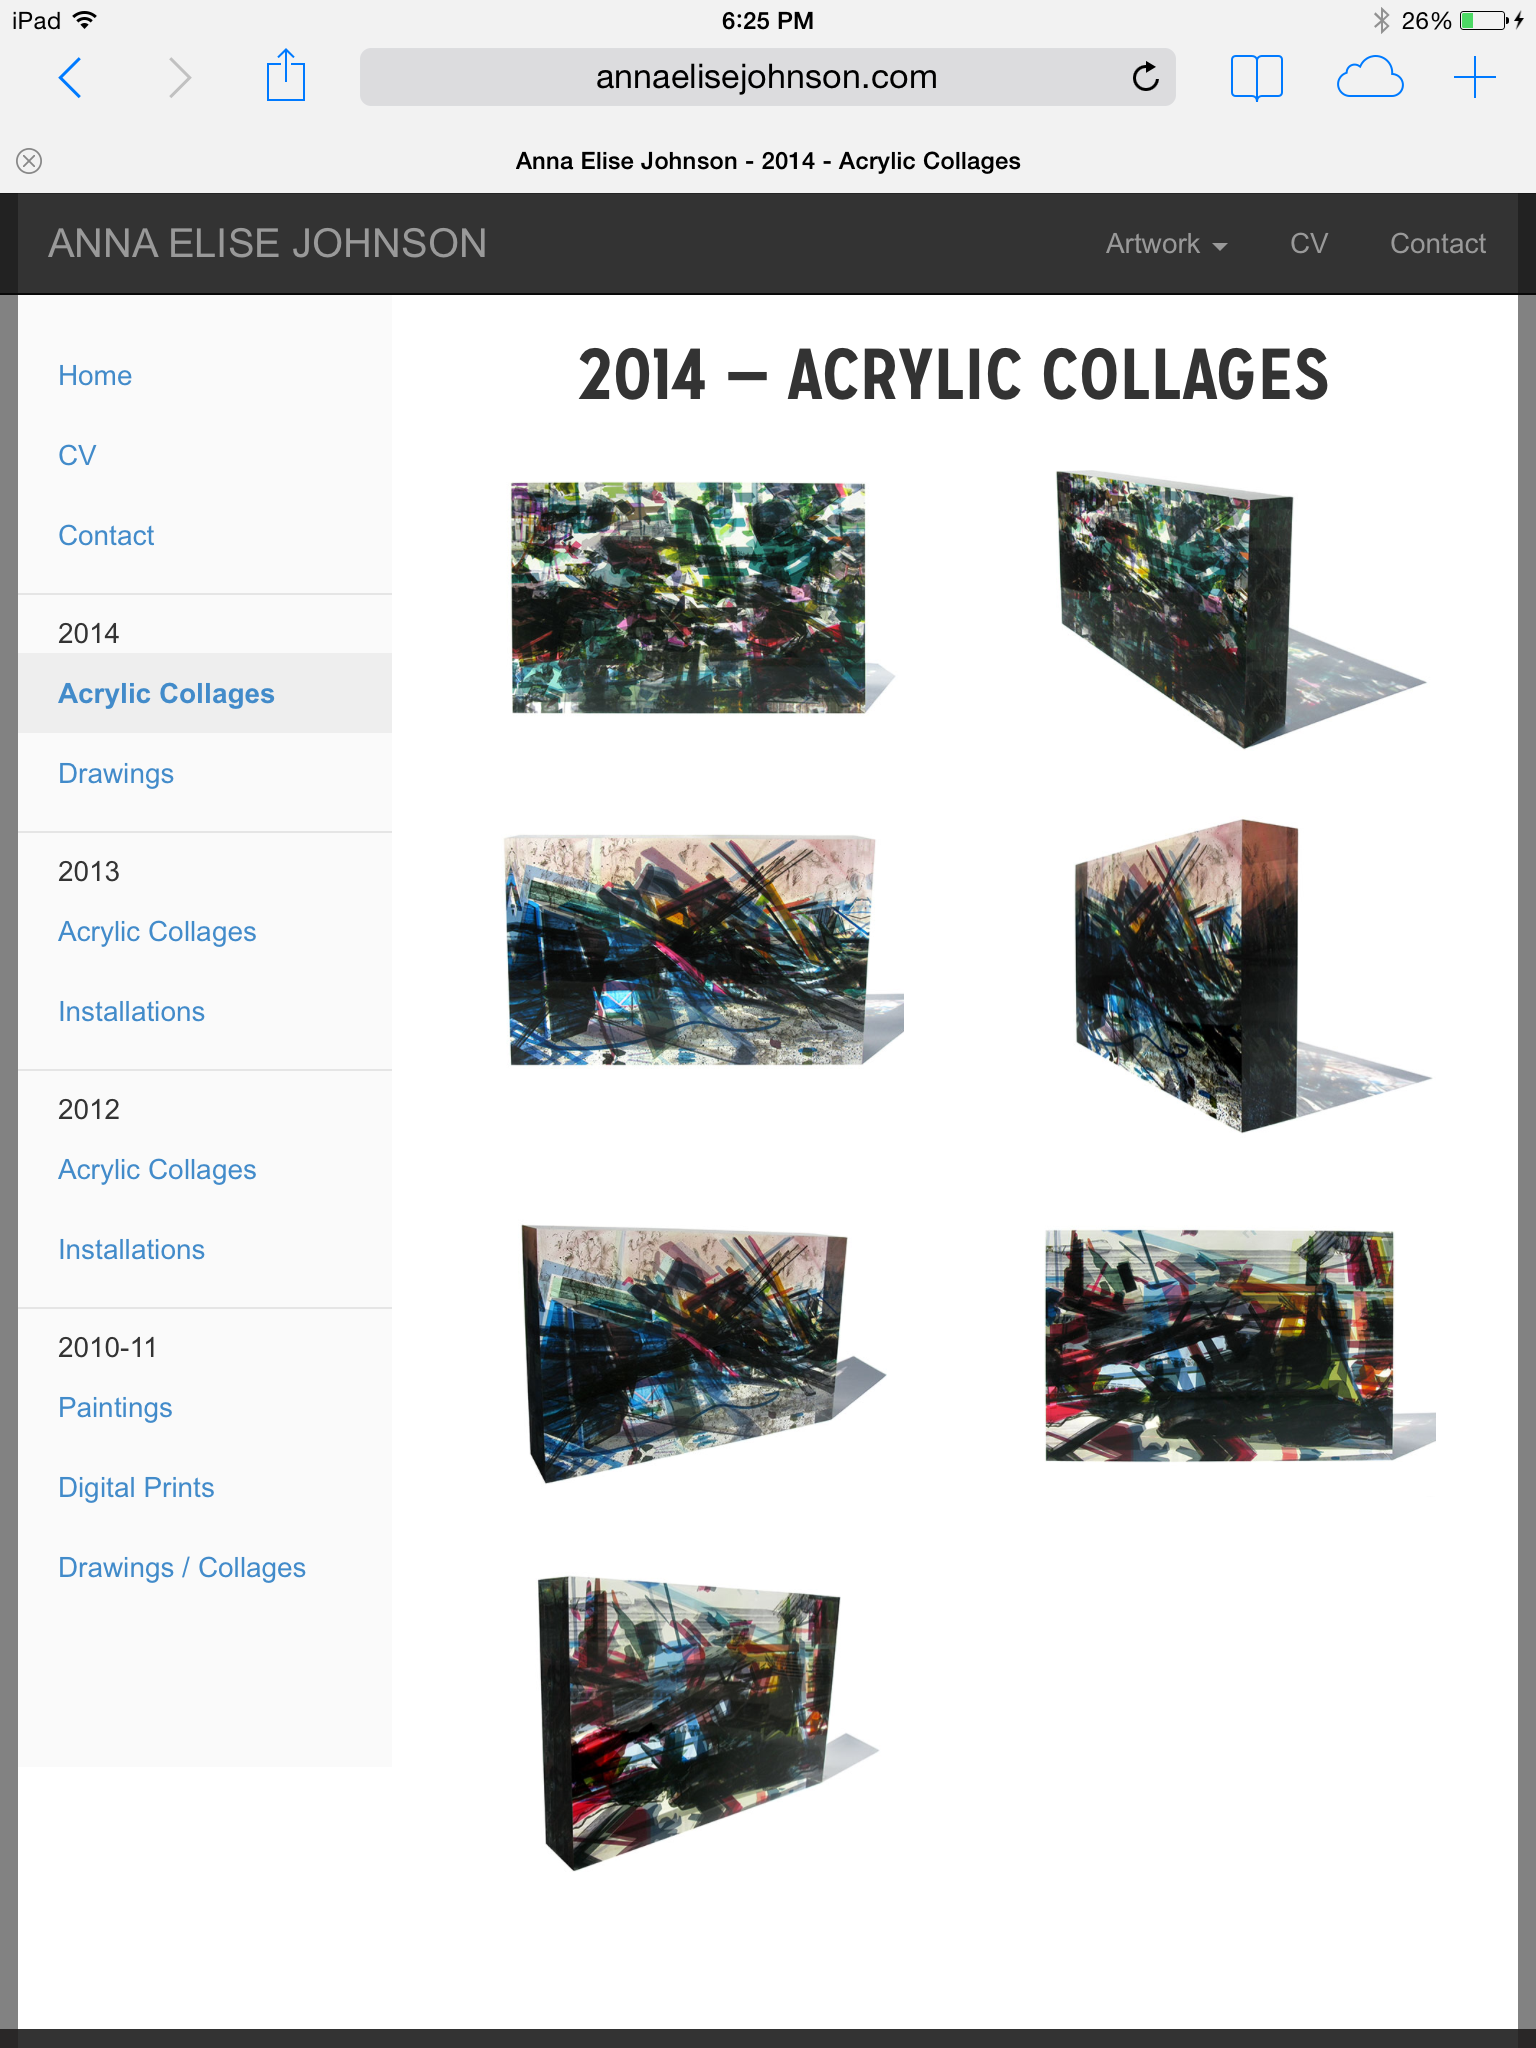 iPad 6:25 PM 26%
annaelisejohnson.com
Anna Elise Johnson - 2014 - Acrylic Collages
ANNA ELISE JOHNSON Artwork CV Contact
Home
CV
Contact
2014
Acrylic Collages
Drawings
2013
Acrylic Collages
Installations
2012
Acrylic Collages
Installations
2010-11
Paintings
Digital Prints
Drawings / Collages
2014 – ACRYLIC COLLAGES